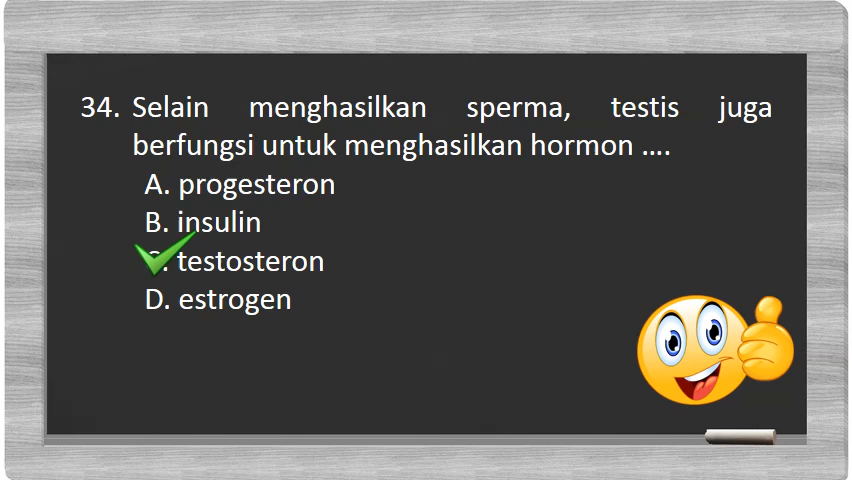 34. Selain menghasilkan sperma, testis juga
berfungsi untuk menghasilkan hormon ....
A. progesteron
B. insulin
C. testosteron
D. estrogen